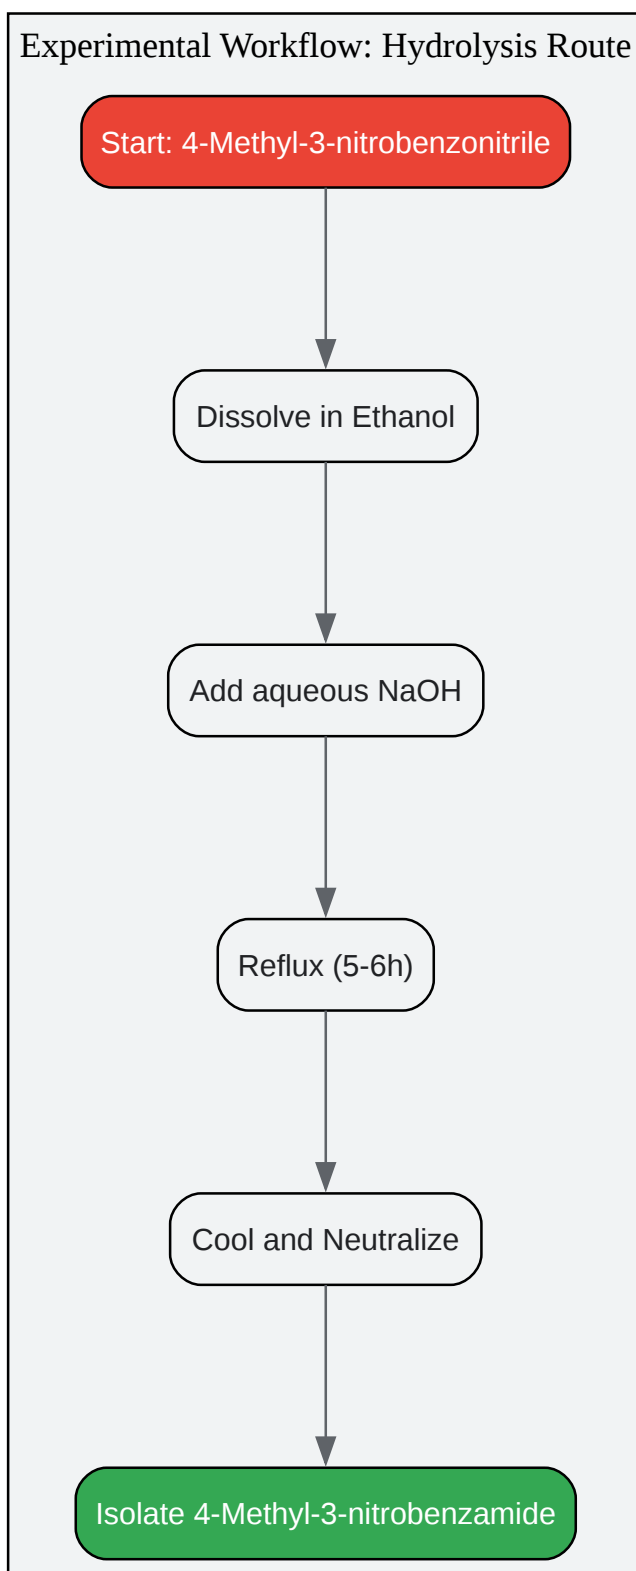 Experimental Workflow: Hydrolysis Route
Start: 4-Methyl-3-nitrobenzonitrile
Dissolve in Ethanol
Add aqueous NaOH
Reflux (5-6h)
Cool and Neutralize
Isolate 4-Methyl-3-nitrobenzamide